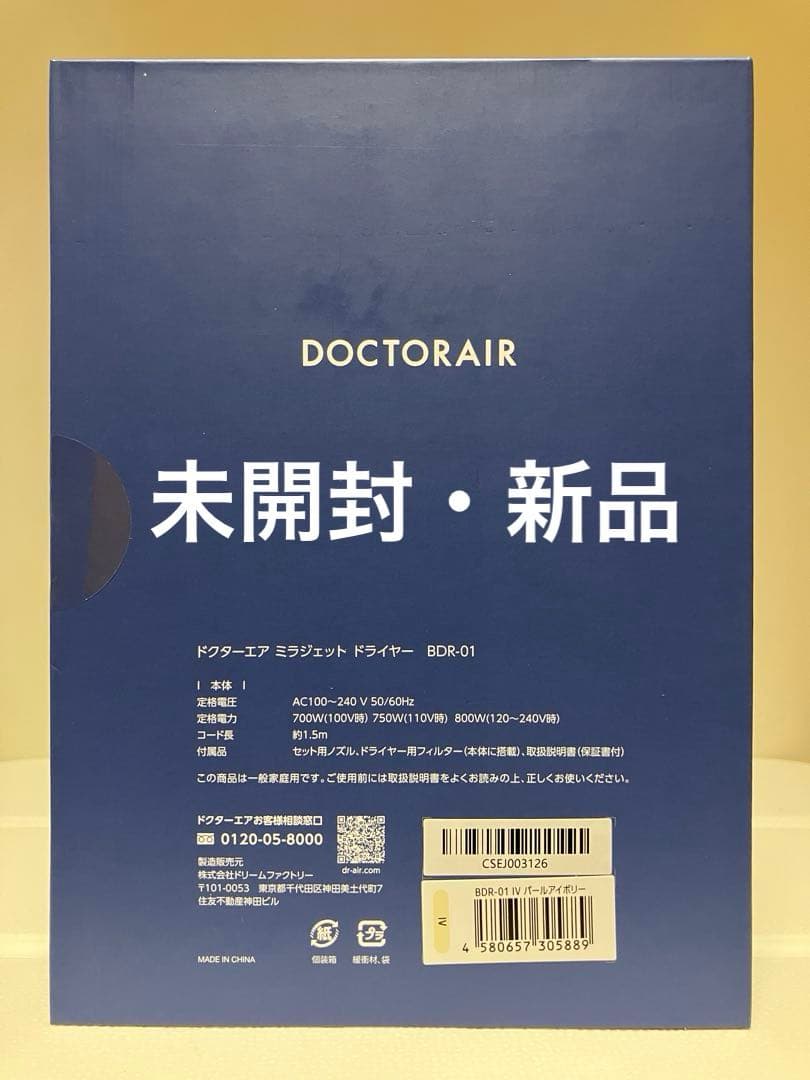 DOCTORAIR
未開封・新品
ドクターエア ミラジェット ドライヤー BDR-01
| 本体 |
定格電圧 AC100〜240 V 50/60Hz
定格電力 700W(100V時) 750W(110V時) 800W(120〜240V時)
コード長 約1.5m
付属品 セット用ノズル、ドライヤー用フィルター(本体に搭載)、取扱説明書(保証書付)
この商品は一般家庭用です。ご使用前には取扱説明書をよくお読みの上、正しくお使いください。
ドクターエアお客様相談窓口
0120-05-8000
dr-air.com
製造販売元
株式会社ドリームファクトリー
〒101-0053 東京都千代田区神田美土代町7
住友不動産神田ビル
MADE IN CHINA
紙
個装箱
プラ
緩衝材、袋
CSEJ003126
BDR-01 IV パールアイボリー
IV
4 580657 305889